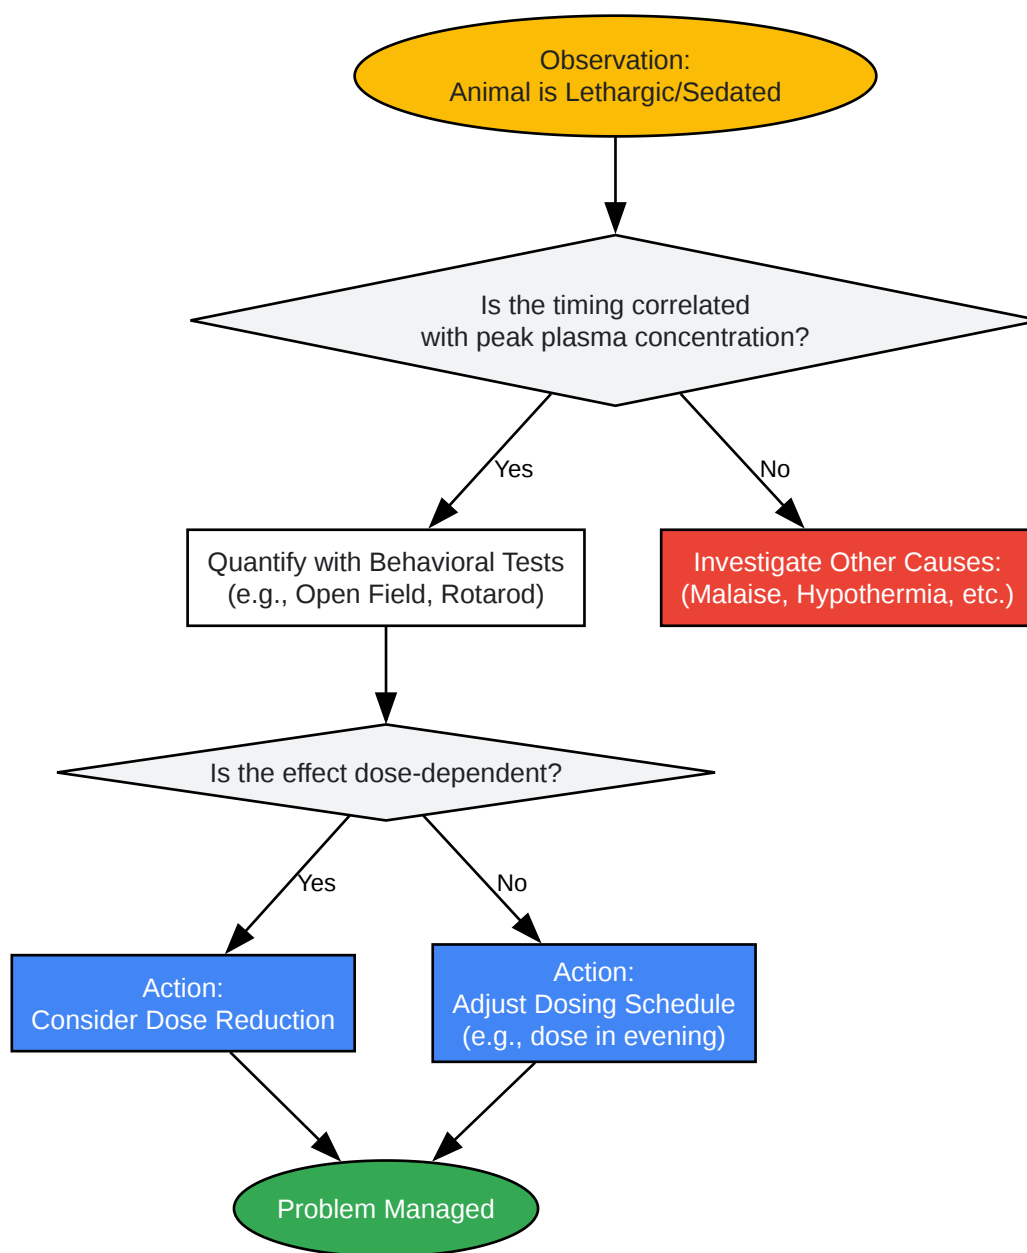 Observation:
Animal is Lethargic/Sedated
Is the timing correlated
with peak plasma concentration?
Yes
No
Quantify with Behavioral Tests
(e.g., Open Field, Rotarod)
Investigate Other Causes:
(Malaise, Hypothermia, etc.)
Is the effect dose-dependent?
Yes
No
Action:
Consider Dose Reduction
Action:
Adjust Dosing Schedule
(e.g., dose in evening)
Problem Managed